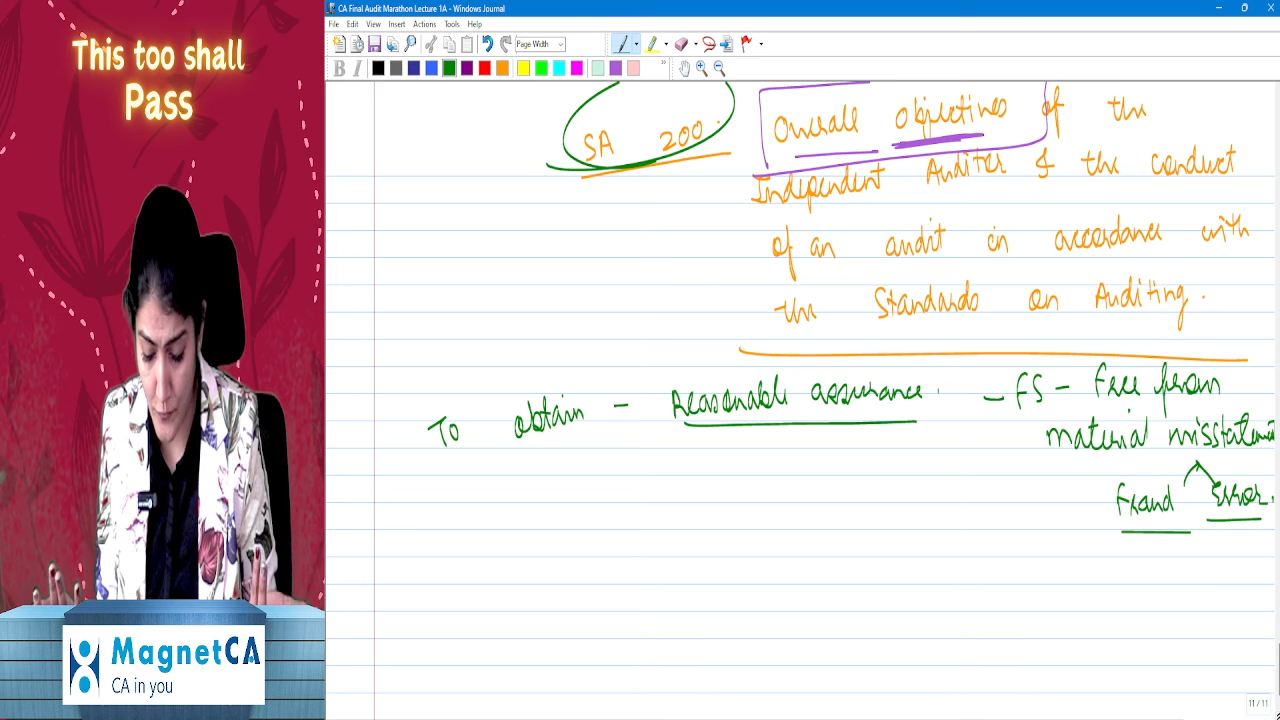 This too shall
Pass
CA Final Audit Marathon Lecture 1A - Windows Journal
File Edit View Insert Actions Tools Help
Page Width
B I
SA 200.
Overall objectives of the
Independent Auditor & the conduct
of an audit in accordance with
the Standards on Auditing.
To obtain - Reasonable assurance. - FS - Free from
material misstatement
Fraud Error.
11 / 11
MagnetCA
CA in you